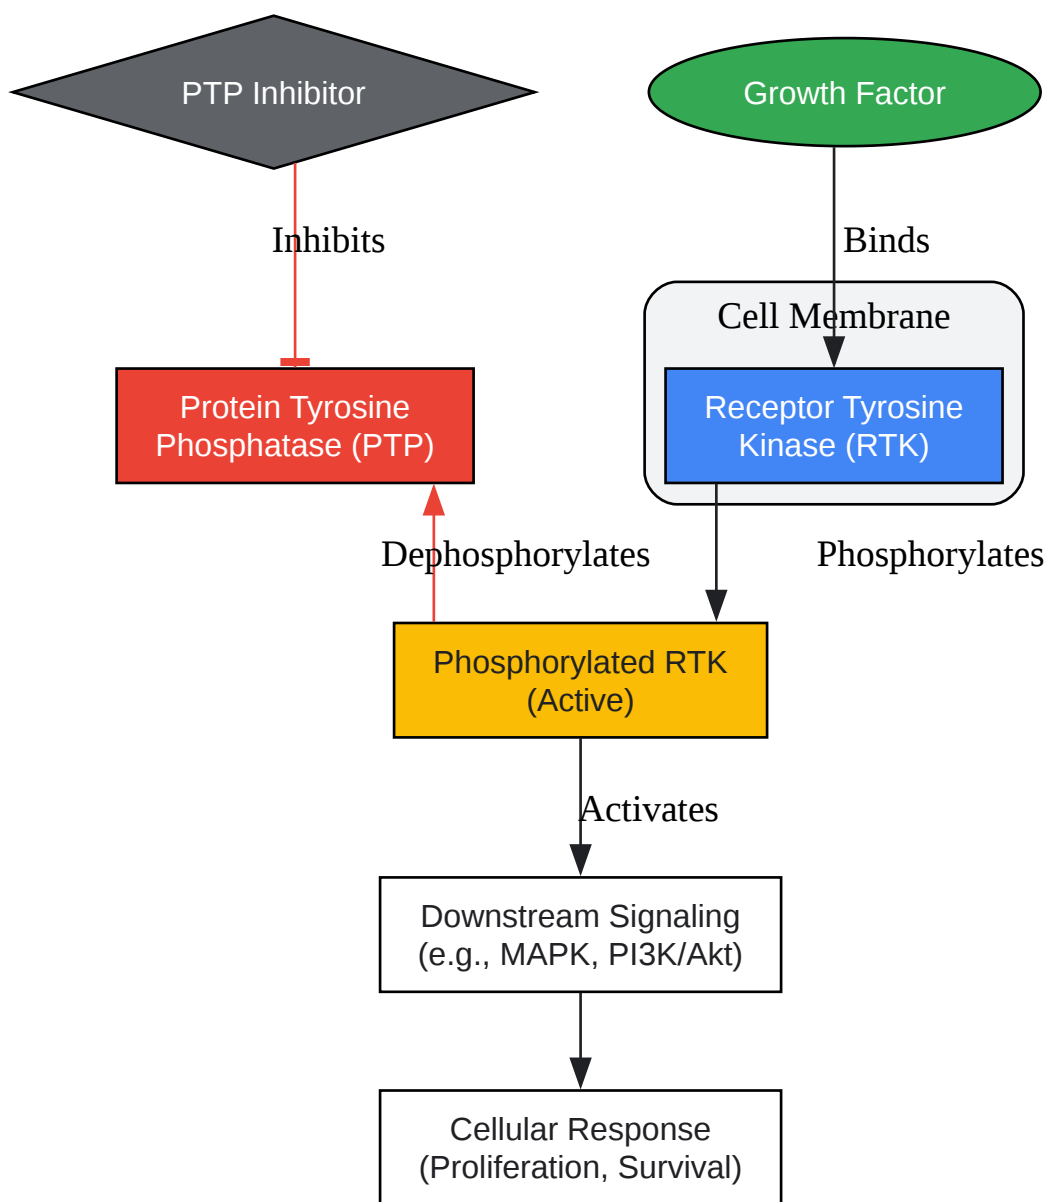 PTP Inhibitor
Growth Factor
Inhibits
Binds
Cell Membrane
Protein Tyrosine
Phosphatase (PTP)
Receptor Tyrosine
Kinase (RTK)
Dephosphorylates
Phosphorylates
Phosphorylated RTK
(Active)
Activates
Downstream Signaling
(e.g., MAPK, PI3K/Akt)
Cellular Response
(Proliferation, Survival)